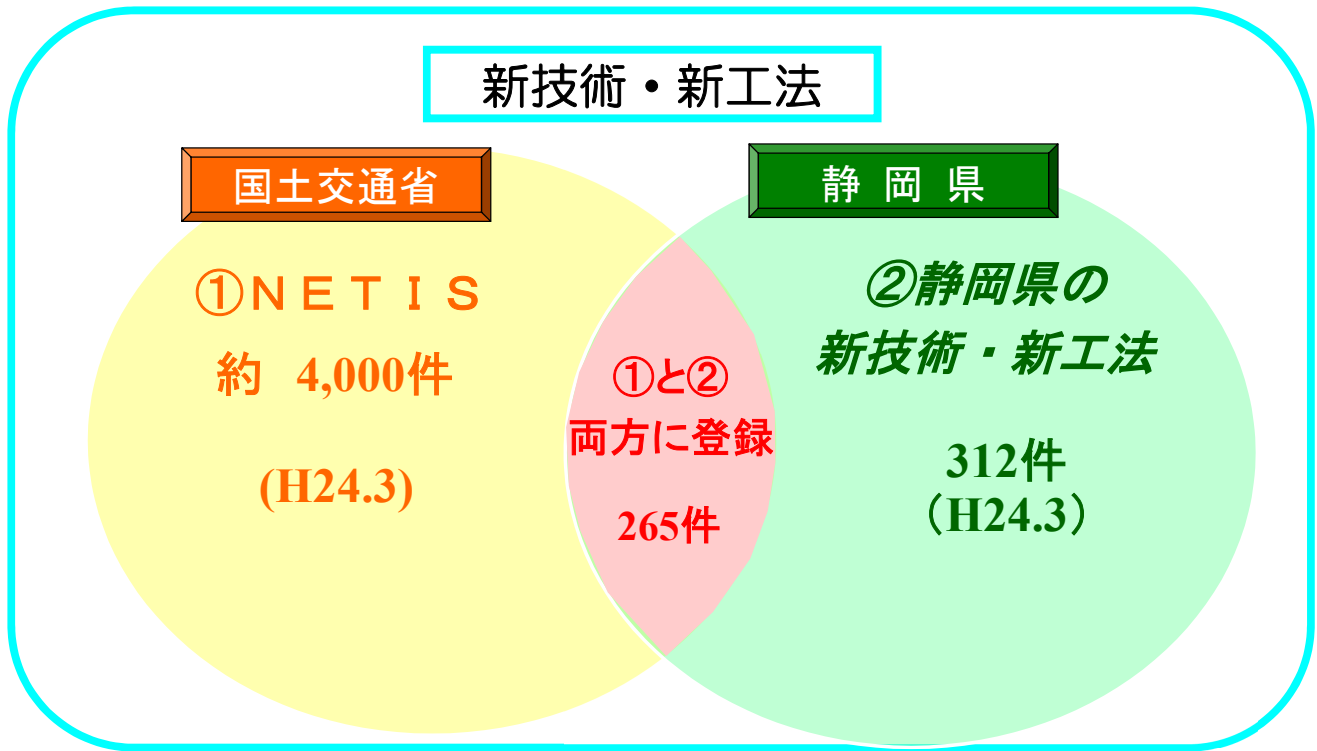 新技術・新工法
国土交通省
①ＮＥＴＩＳ
約 4,000件
(H24.3)
①と②
両方に登録
265件
静岡県
②静岡県の
新技術・新工法
312件
（H24.3）